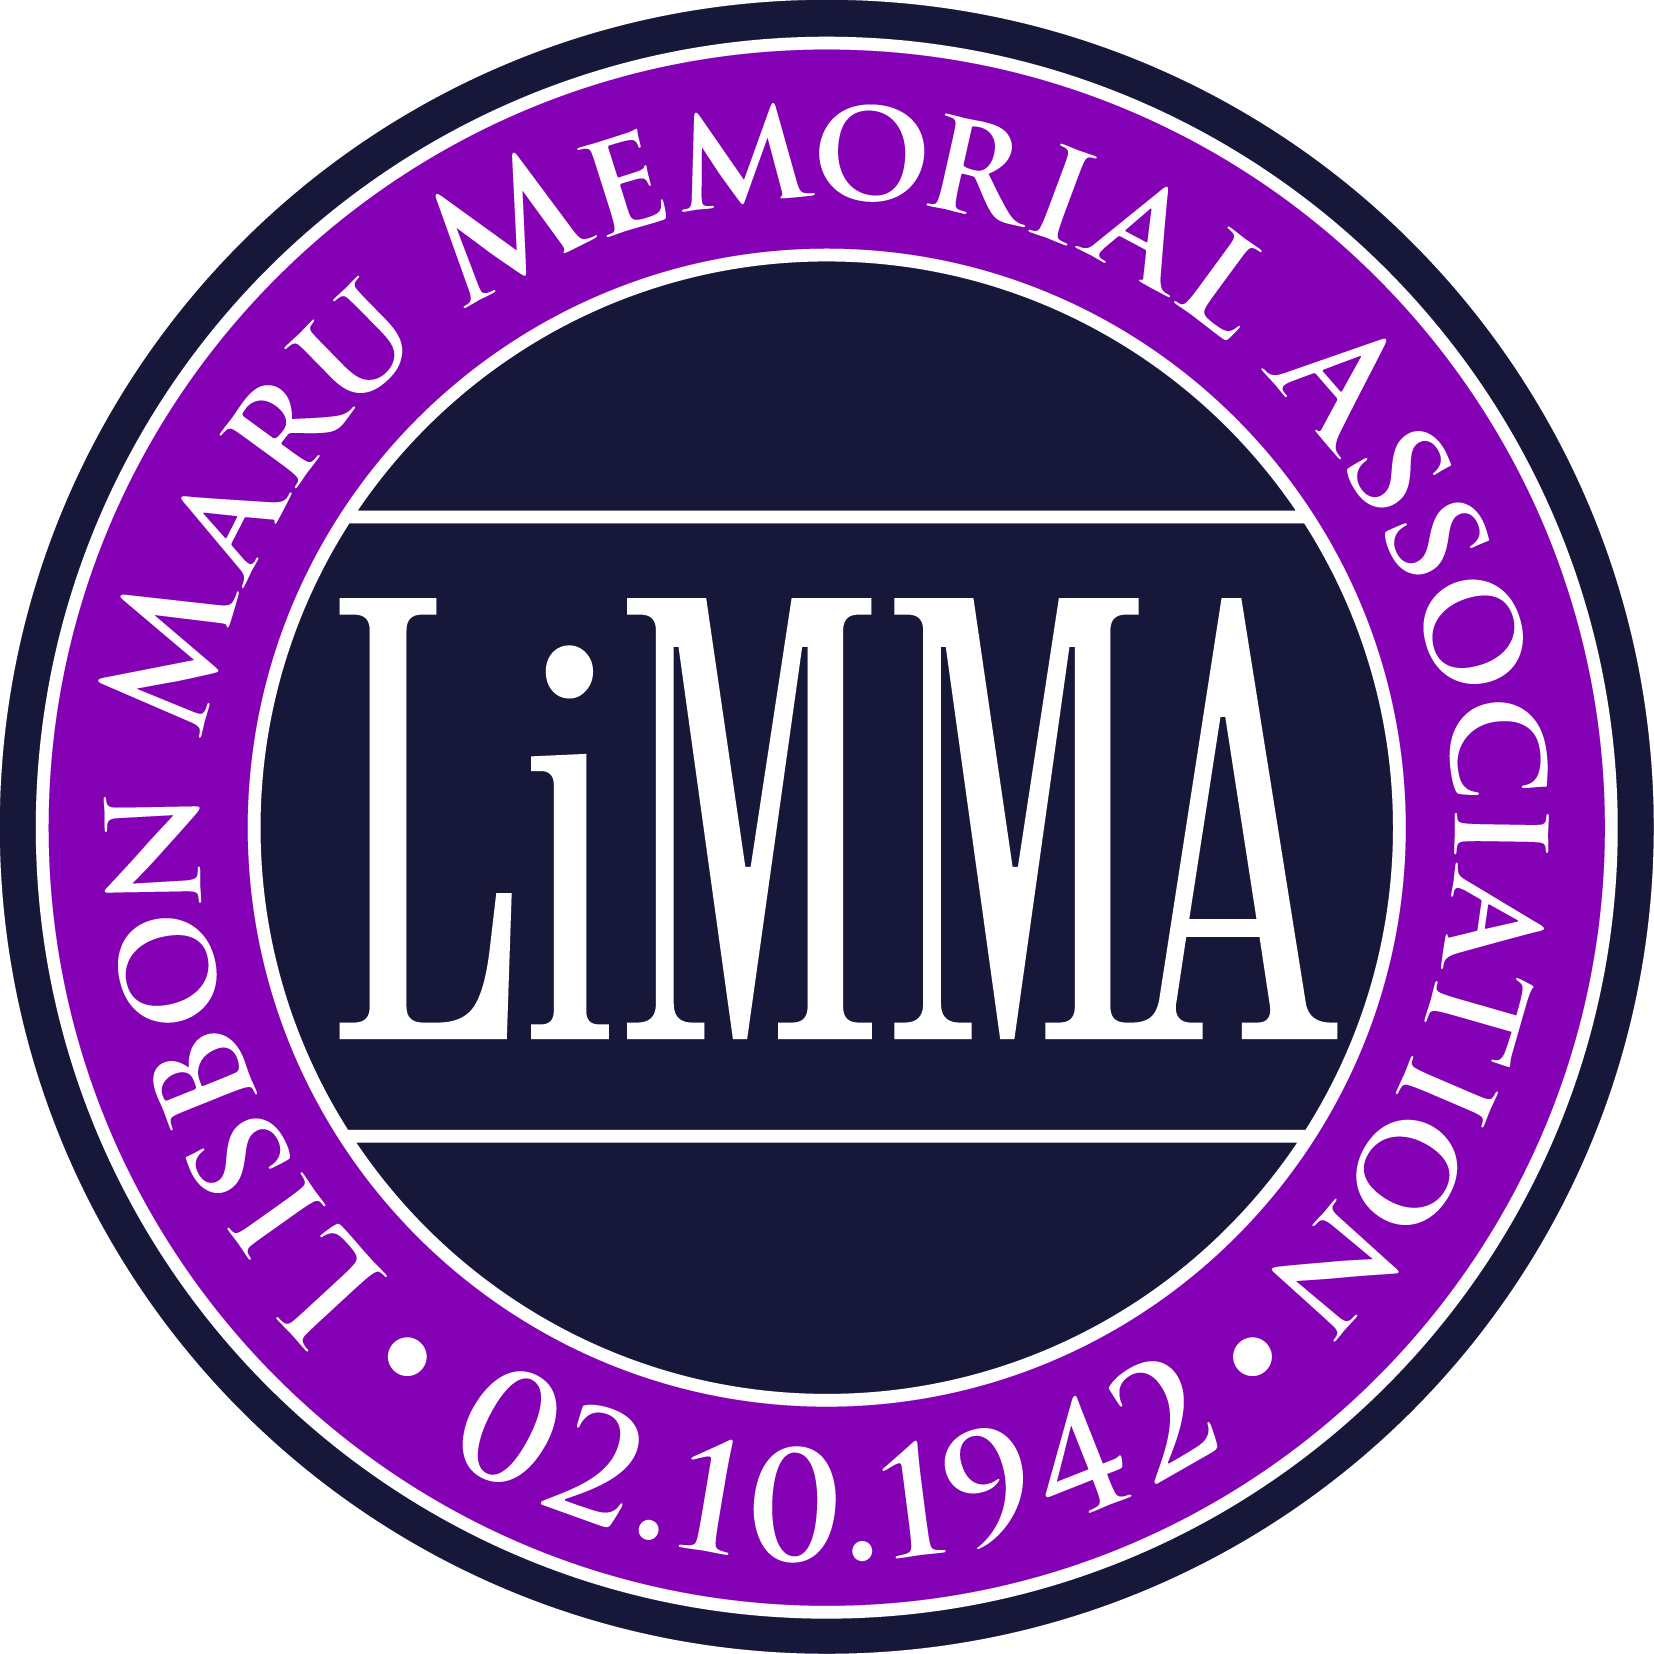 LISBON MARU MEMORIAL ASSOCIATION
LiMMA
• 02.10.1942 •